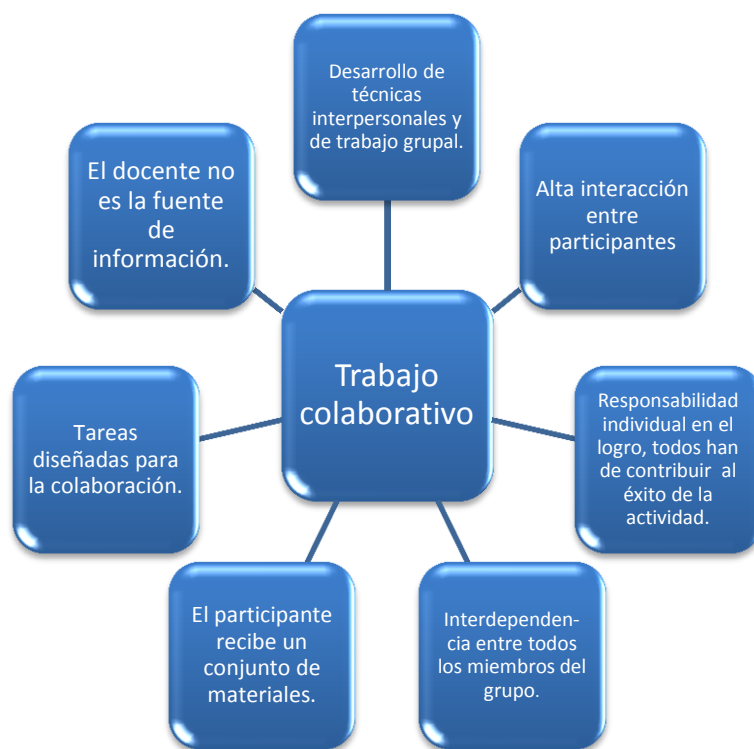 Desarrollo de
técnicas
interpersonales y
de trabajo grupal.
El docente no
es la fuente
de
información.
Alta interacción
entre
participantes
Trabajo
colaborativo
Tareas
diseñadas para
la colaboración.
Responsabilidad
individual en el
logro, todos han
de contribuir al
éxito de la
actividad.
El participante
recibe un
conjunto de
materiales.
Interdependen-
cia entre todos
los miembros del
grupo.